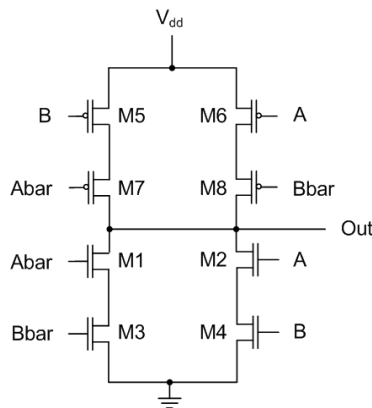 Vdd
B M5 M6 A
Abar M7 M8 Bbar
Out
Abar M1 M2 A
Bbar M3 M4 B